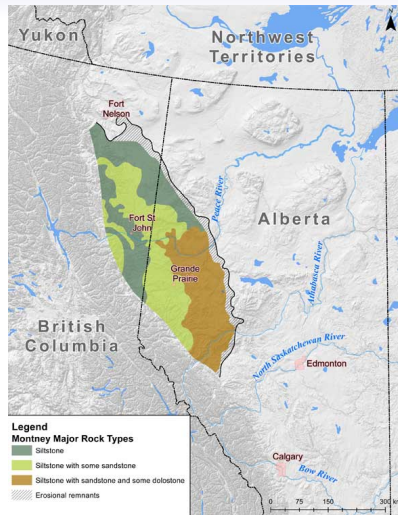 Yukon
Northwest
Territories
N
Fort
Nelson
Peace River
Fort St
John
Alberta
Grande
Prairie
Athabasca River
British
Columbia
North Saskatchewan River
Edmonton
Calgary
Bow River
Legend
Montney Major Rock Types
Siltstone
Siltstone with some sandstone
Siltstone with sandstone and some dolostone
Erosional remnants
0 75 150 300 km